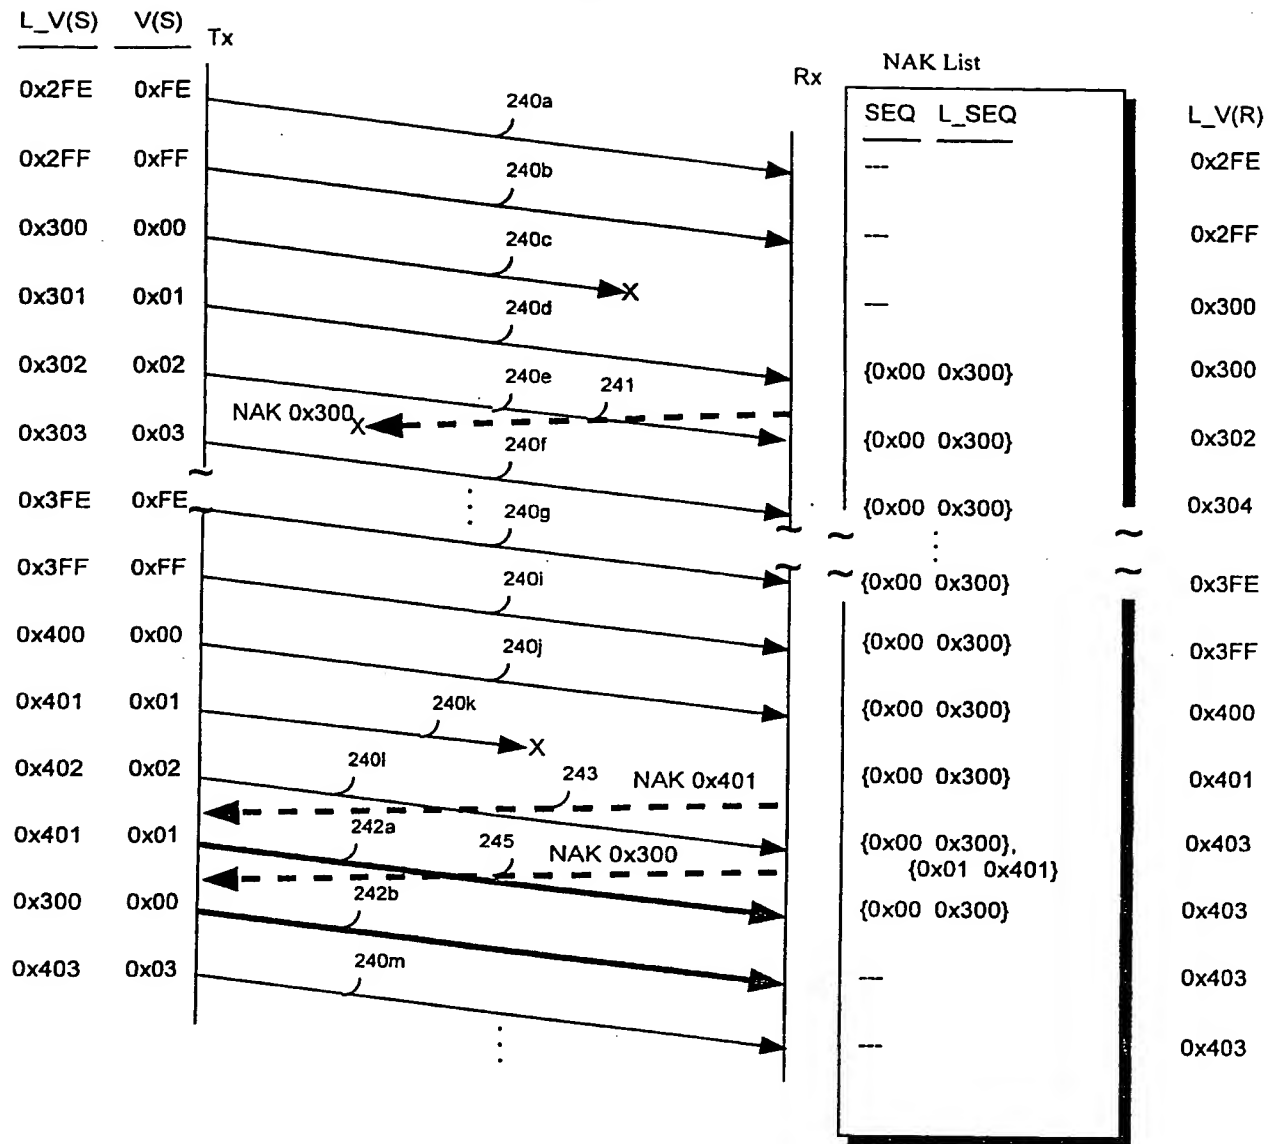 L_V(S) V(S) Tx
NAK List
Rx
SEQ L_SEQ L_V(R)
0x2FE 0xFE 240a
--- 0x2FE
0x2FF 0xFF 240b
--- 0x2FF
0x300 0x00 240c
X
--- 0x300
0x301 0x01 240d
{0x00 0x300} 0x300
0x302 0x02 240e 241
NAK 0x300 X
{0x00 0x300} 0x302
0x303 0x03 240f
{0x00 0x300} 0x304
0x3FE 0xFE 240g
{0x00 0x300} 0x3FE
0x3FF 0xFF 240i
{0x00 0x300} 0x3FF
0x400 0x00 240j
{0x00 0x300} 0x400
0x401 0x01 240k
X
{0x00 0x300} 0x401
0x402 0x02 240l 243 NAK 0x401
{0x00 0x300}, 0x403
{0x01 0x401}
0x401 0x01 242a 245 NAK 0x300
{0x00 0x300} 0x403
0x300 0x00 242b
--- 0x403
0x403 0x03 240m
--- 0x403